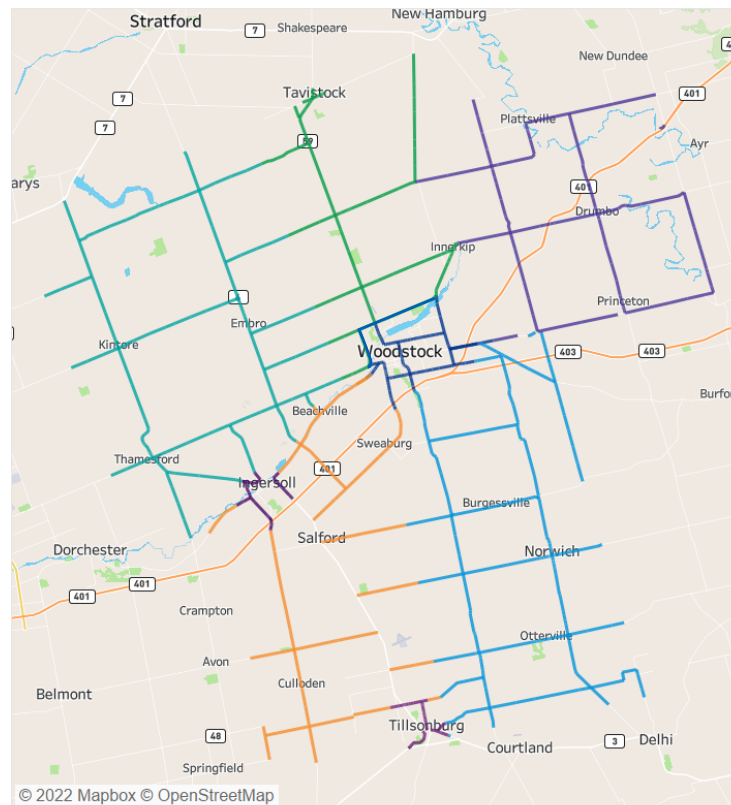 New Hamburg
Stratford
Shakespeare
7
New Dundee
4
Tavistock
7
401
Plattsville
7
59
Ayr
arys
401
Drumbo
Innerkip
Princeton
Embro
Kintore
Woodstock
403
403
Burfo
Beachville
Sweaburg
Thamesford
401
Ingersoll
Burgessville
Salford
Dorchester
Norwich
401
401
Crampton
Otterville
Avon
Culloden
Belmont
Tillsonburg
48
3
Delhi
Courtland
Springfield
© 2022 Mapbox © OpenStreetMap